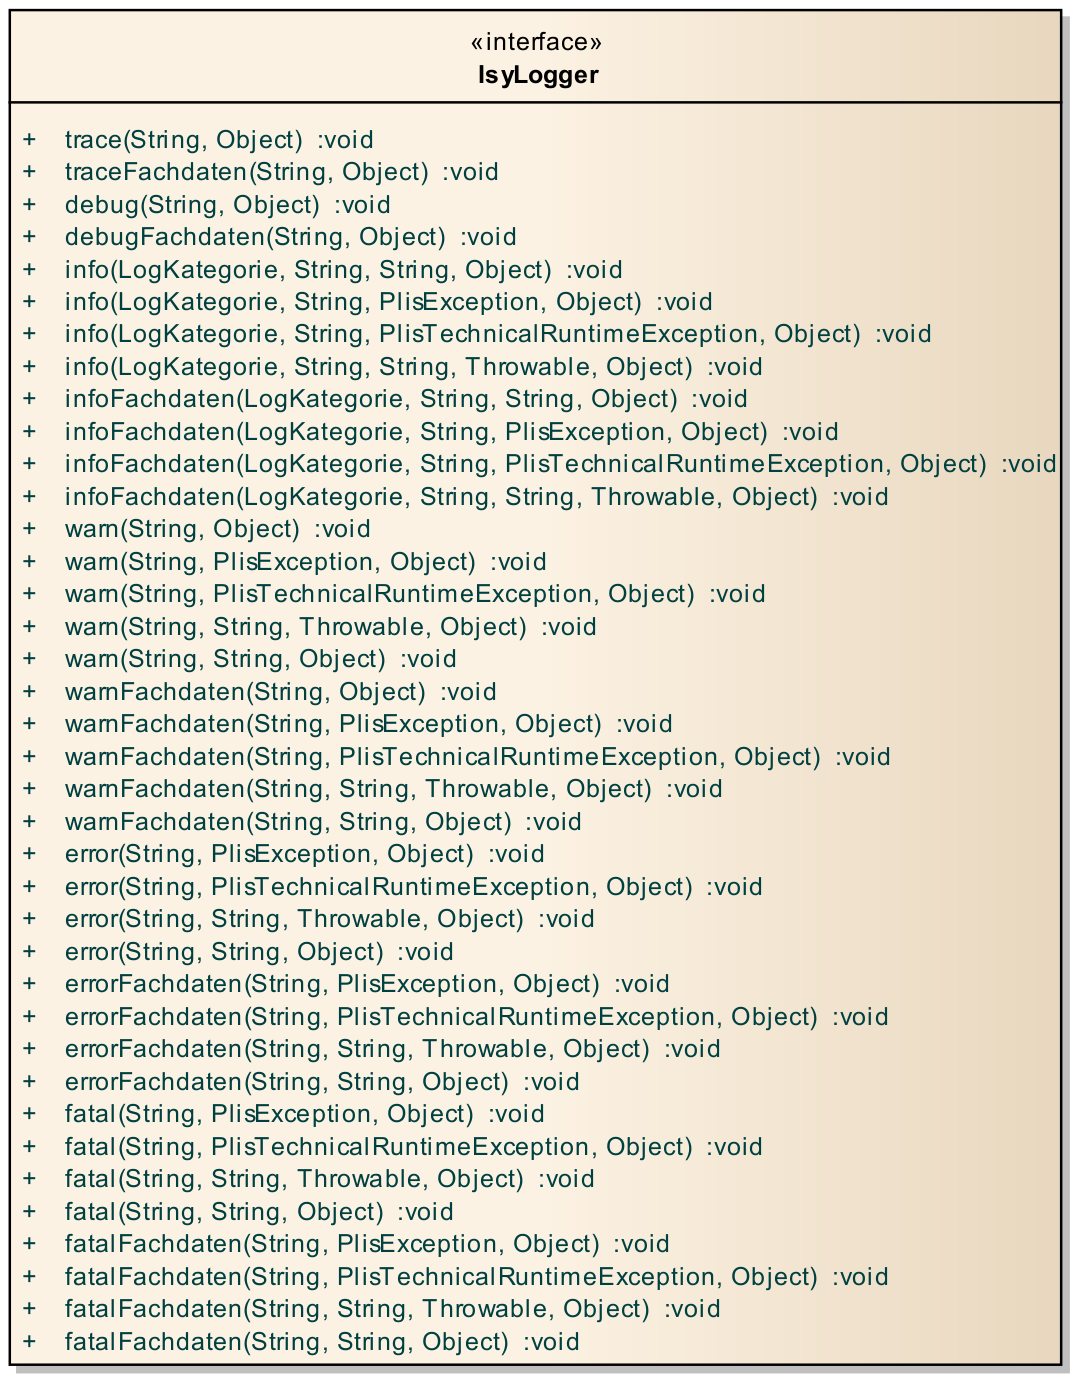 «interface»
IsyLogger
+ trace(String, Object) :void
+ traceFachdaten(String, Object) :void
+ debug(String, Object) :void
+ debugFachdaten(String, Object) :void
+ info(LogKategorie, String, String, Object) :void
+ info(LogKategorie, String, PlisException, Object) :void
+ info(LogKategorie, String, PlisTechnicalRuntimeException, Object) :void
+ info(LogKategorie, String, String, Throwable, Object) :void
+ infoFachdaten(LogKategorie, String, String, Object) :void
+ infoFachdaten(LogKategorie, String, PlisException, Object) :void
+ infoFachdaten(LogKategorie, String, PlisTechnicalRuntimeException, Object) :void
+ infoFachdaten(LogKategorie, String, String, Throwable, Object) :void
+ warn(String, Object) :void
+ warn(String, PlisException, Object) :void
+ warn(String, PlisTechnicalRuntimeException, Object) :void
+ warn(String, String, Throwable, Object) :void
+ warn(String, String, Object) :void
+ warnFachdaten(String, Object) :void
+ warnFachdaten(String, PlisException, Object) :void
+ warnFachdaten(String, PlisTechnicalRuntimeException, Object) :void
+ warnFachdaten(String, String, Throwable, Object) :void
+ warnFachdaten(String, String, Object) :void
+ error(String, PlisException, Object) :void
+ error(String, PlisTechnicalRuntimeException, Object) :void
+ error(String, String, Throwable, Object) :void
+ error(String, String, Object) :void
+ errorFachdaten(String, PlisException, Object) :void
+ errorFachdaten(String, PlisTechnicalRuntimeException, Object) :void
+ errorFachdaten(String, String, Throwable, Object) :void
+ errorFachdaten(String, String, Object) :void
+ fatal(String, PlisException, Object) :void
+ fatal(String, PlisTechnicalRuntimeException, Object) :void
+ fatal(String, String, Throwable, Object) :void
+ fatal(String, String, Object) :void
+ fatalFachdaten(String, PlisException, Object) :void
+ fatalFachdaten(String, PlisTechnicalRuntimeException, Object) :void
+ fatalFachdaten(String, String, Throwable, Object) :void
+ fatalFachdaten(String, String, Object) :void